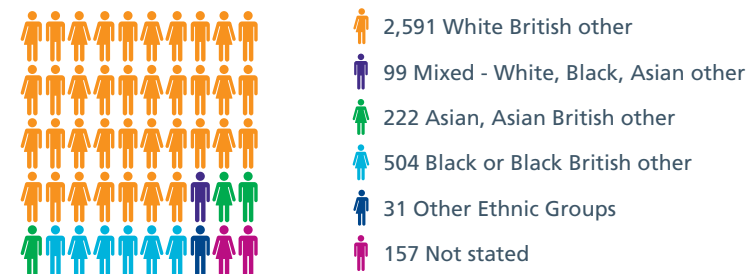 2,591 White British other
99 Mixed - White, Black, Asian other
222 Asian, Asian British other
504 Black or Black British other
31 Other Ethnic Groups
157 Not stated